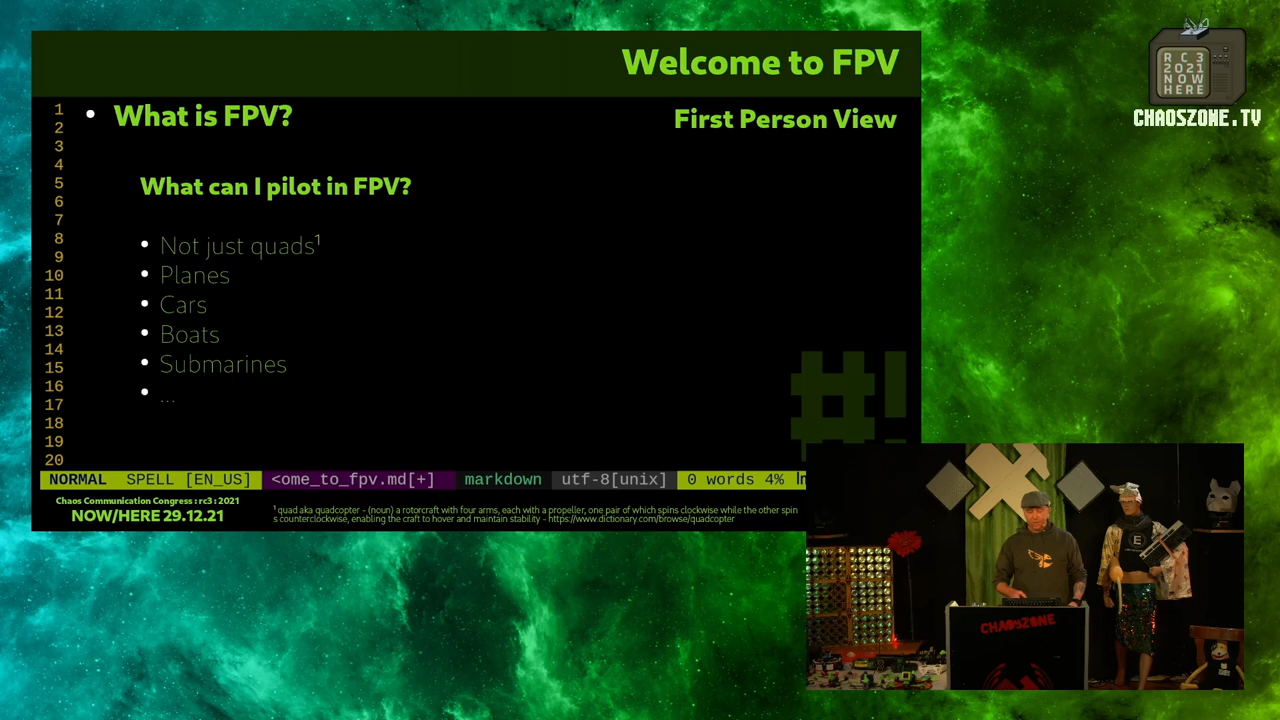 Welcome to FPV
• What is FPV?
First Person View
What can I pilot in FPV?
• Not just quads¹
• Planes
• Cars
• Boats
• Submarines
• ...
1
2
3
4
5
6
7
8
9
10
11
12
13
14
15
16
17
18
19
20
#!
NORMAL SPELL [EN_US] <ome_to_fpv.md[+] markdown utf-8[unix] 0 words 4%
Chaos Communication Congress : rc3 : 2021
NOW/HERE 29.12.21
¹ quad aka quadcopter - (noun) a rotorcraft with four arms, each with a propeller, one pair of which spins clockwise while the other spin
s counterclockwise, enabling the craft to hover and maintain stability - https://www.dictionary.com/browse/quadcopter
RC3
2021
NOW
HERE
CHAOSZONE.TV
E
CHAOSZONE